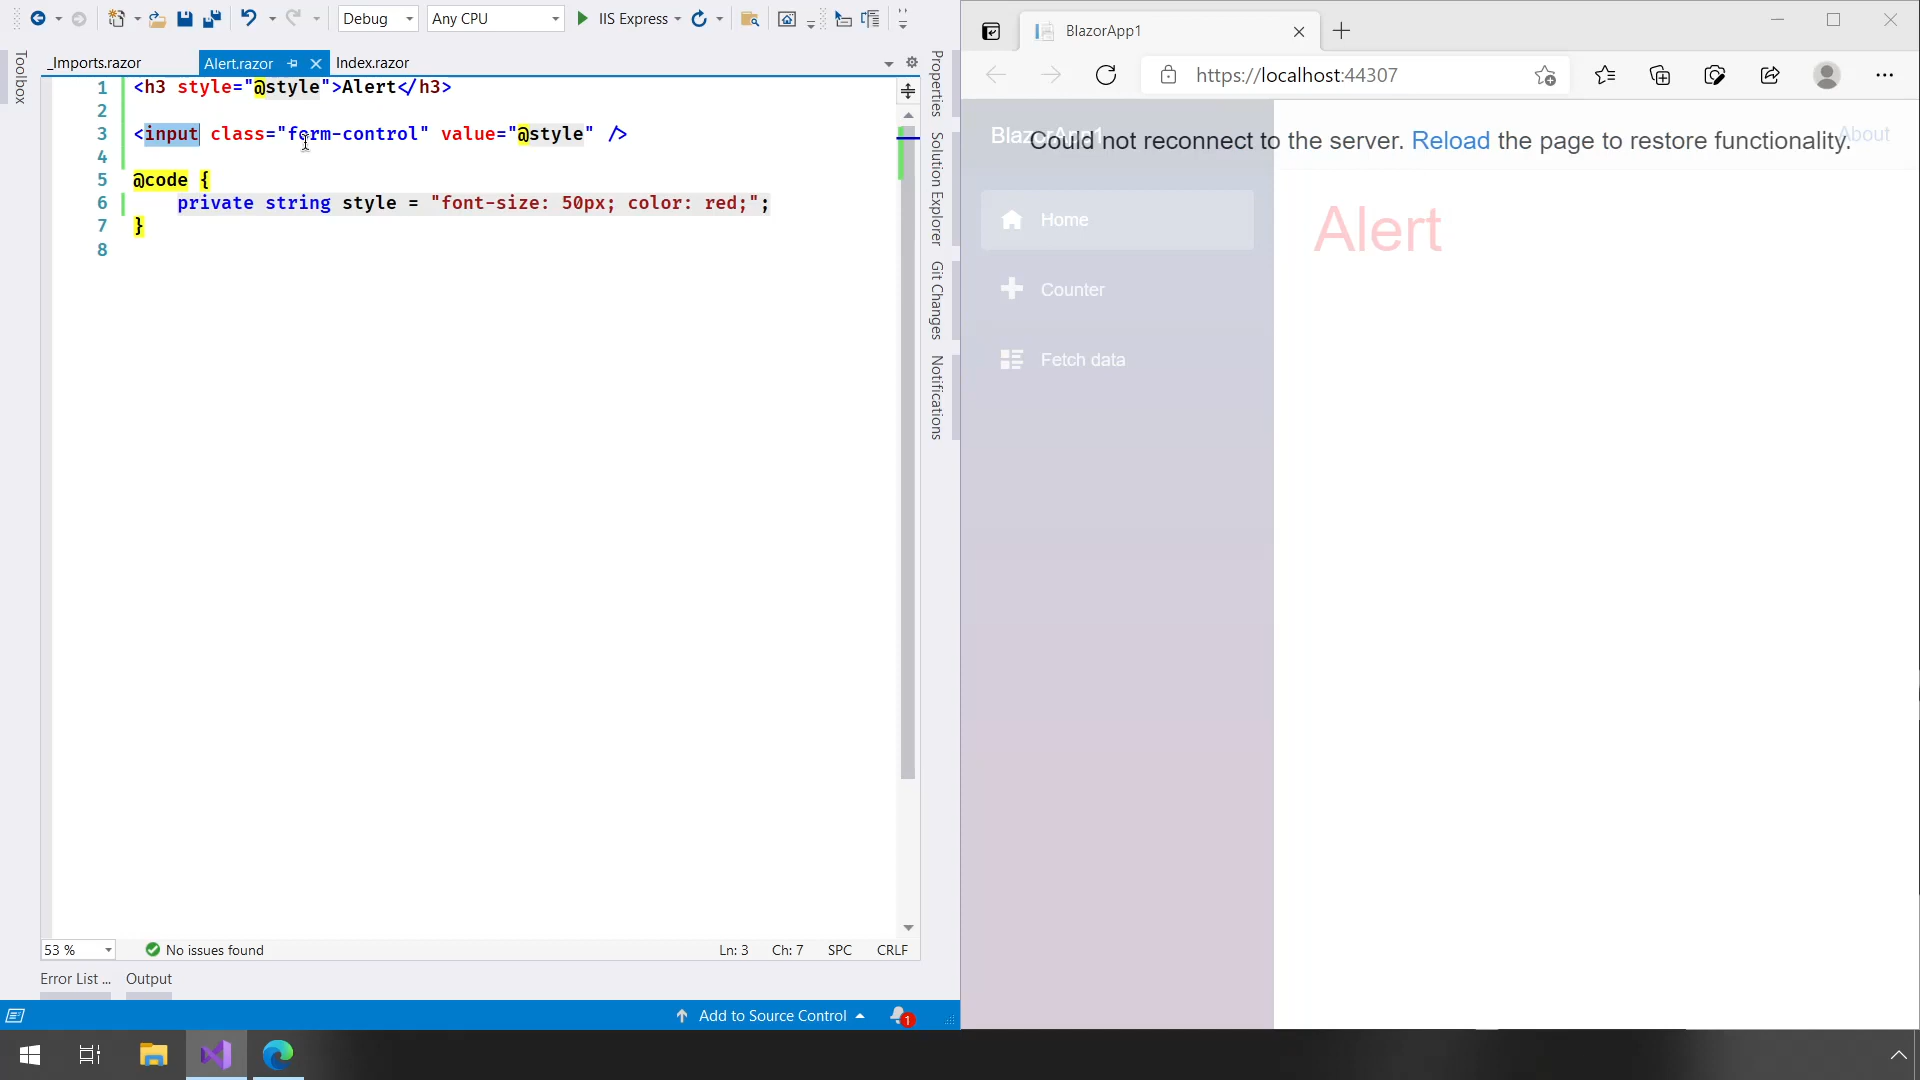 Debug
Any CPU
IIS Express
_Imports.razor
Alert.razor
Index.razor
Toolbox
1 <h3 style="@style">Alert</h3>
2
3 <input class="form-control" value="@style" />
4
5 @code {
6 private string style = "font-size: 50px; color: red;";
7 }
8
Properties
Solution Explorer
Git Changes
Notifications
53 %
No issues found
Ln: 3
Ch: 7
SPC
CRLF
Error List ...
Output
Add to Source Control
1
BlazorApp1
https://localhost:44307
BlazorApp1
About
Could not reconnect to the server. Reload the page to restore functionality.
Home
Counter
Fetch data
Alert